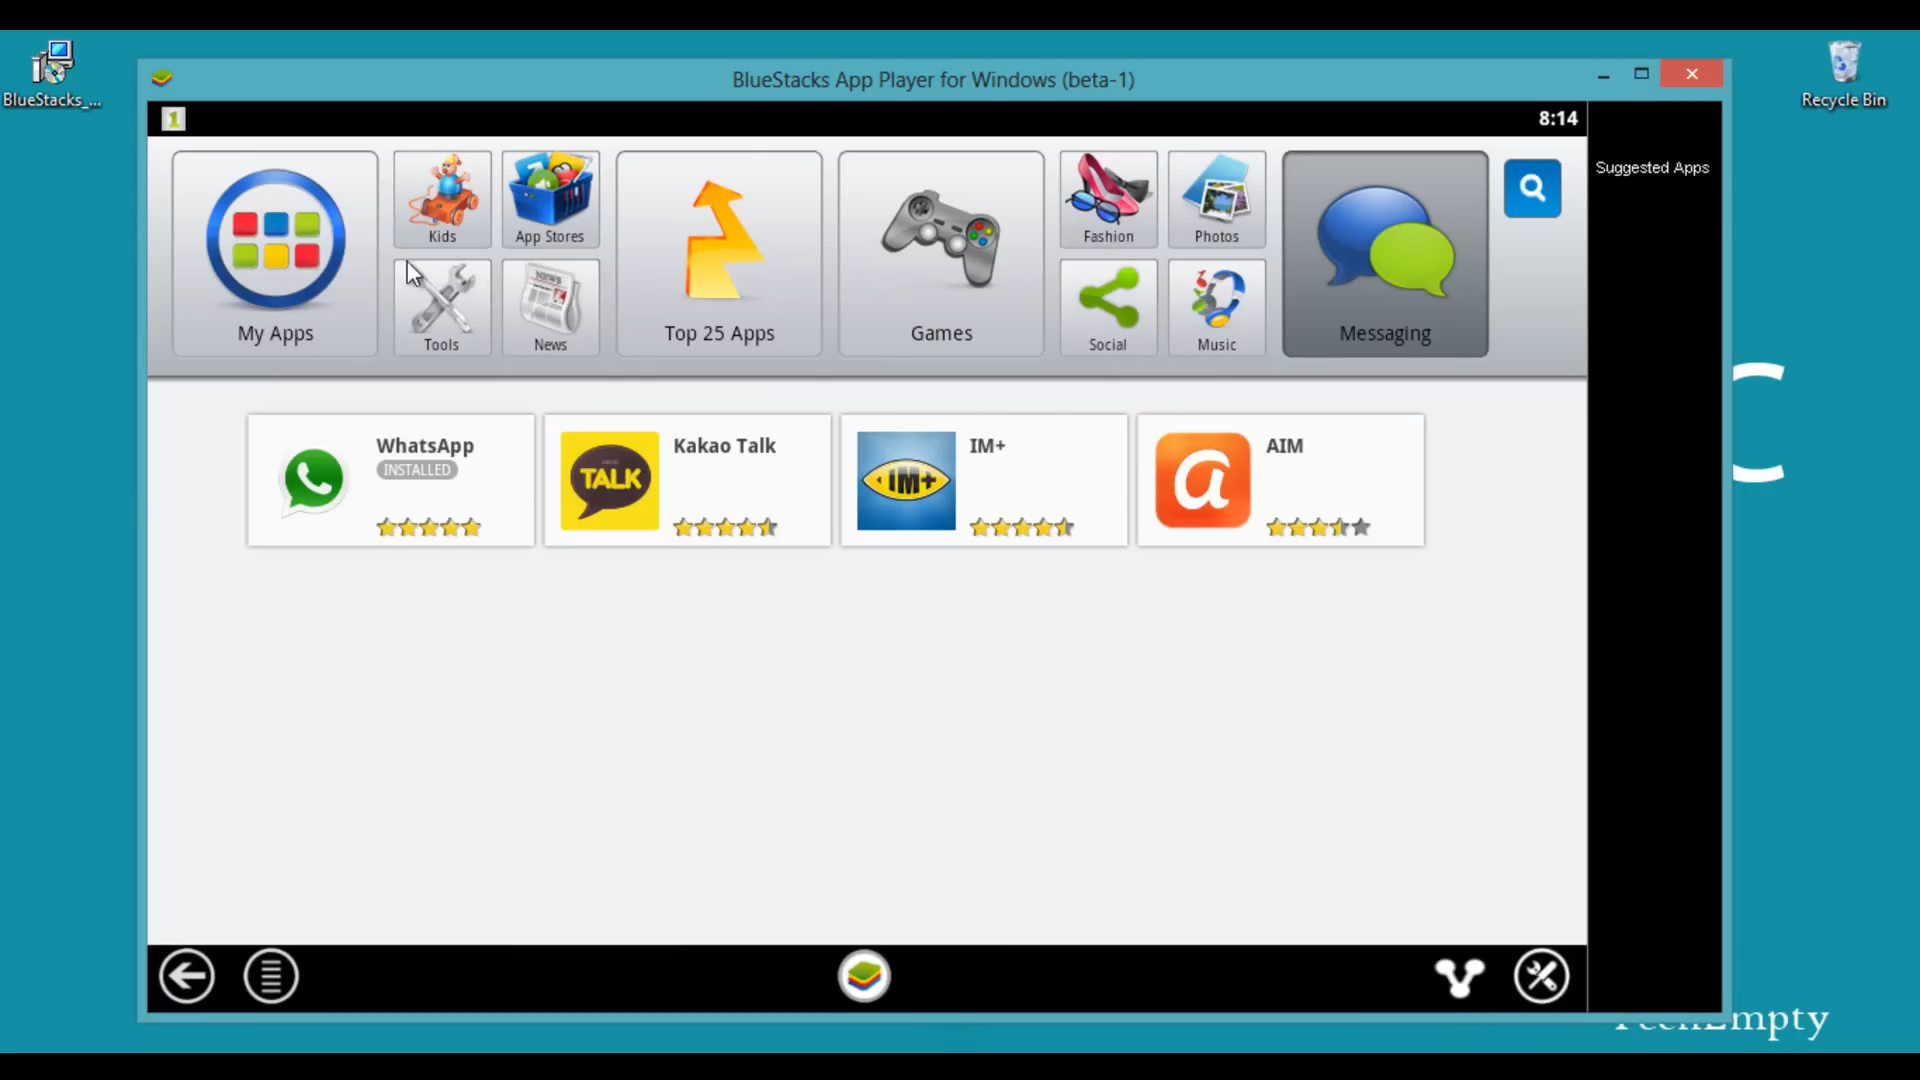 BlueStacks App Player for Windows (beta-1)
BlueStacks_...
Recycle Bin
1
8:14
Suggested Apps
Kids
App Stores
Fashion
Photos
My Apps
Tools
NEWS
News
Top 25 Apps
Games
Social
Music
Messaging
WhatsApp
INSTALLED
TALK
Kakao Talk
IM+
IM+
a
AIM
C